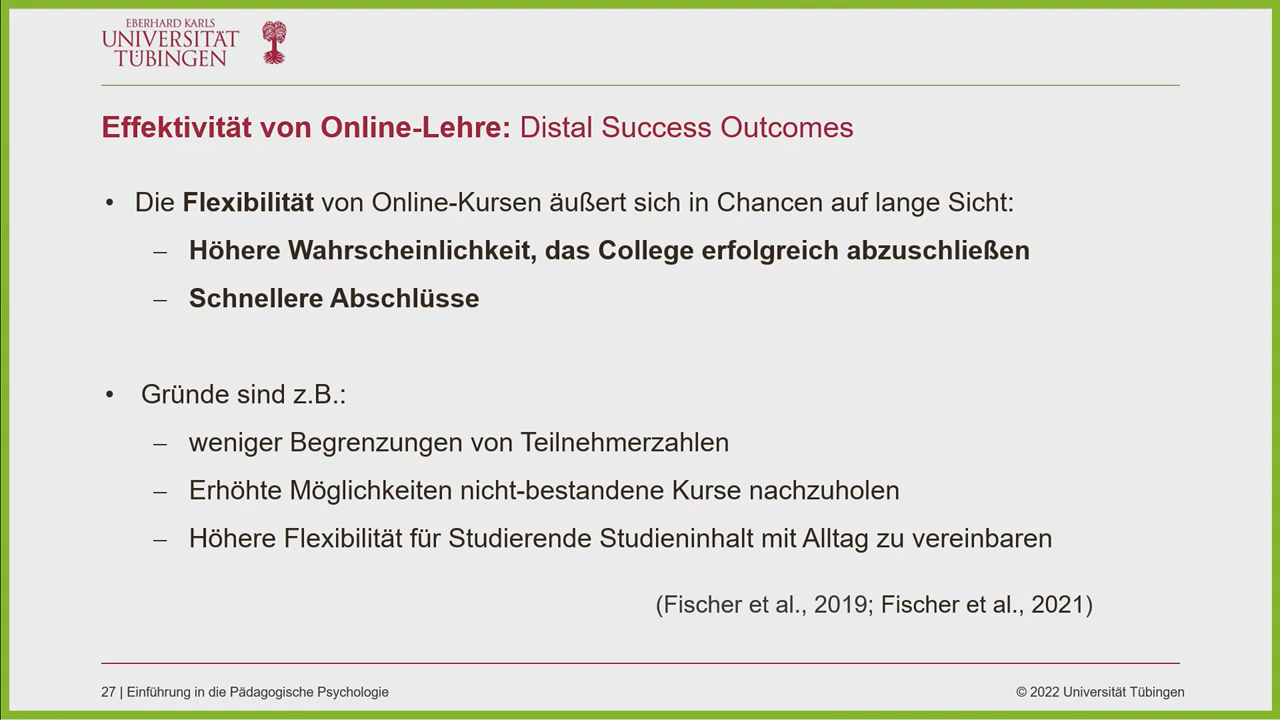 EBERHARD KARLS
UNIVERSITÄT
TÜBINGEN
Effektivität von Online-Lehre: Distal Success Outcomes
• Die Flexibilität von Online-Kursen äußert sich in Chancen auf lange Sicht:
– Höhere Wahrscheinlichkeit, das College erfolgreich abzuschließen
– Schnellere Abschlüsse
• Gründe sind z.B.:
– weniger Begrenzungen von Teilnehmerzahlen
– Erhöhte Möglichkeiten nicht-bestandene Kurse nachzuholen
– Höhere Flexibilität für Studierende Studieninhalt mit Alltag zu vereinbaren
(Fischer et al., 2019; Fischer et al., 2021)
27 | Einführung in die Pädagogische Psychologie
© 2022 Universität Tübingen